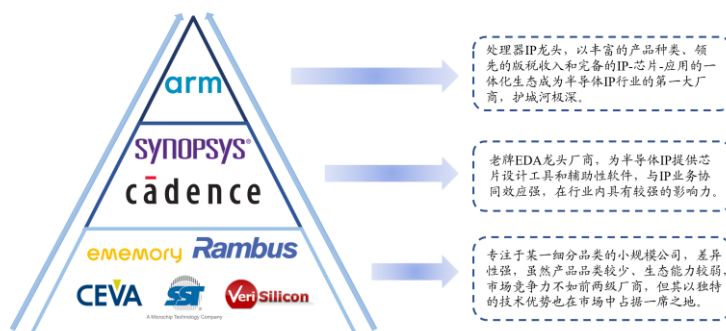 arm
处理器IP龙头，以丰富的产品种类、领
先的版税收入和完备的IP-芯片-应用的一
体化生态成为半导体IP行业的第一大厂
商，护城河极深。
SYNOPSYS®
cādence
老牌EDA龙头厂商，为半导体IP提供芯
片设计工具和辅助性软件，与IP业务协
同效应强，在行业内具有较强的影响力。
ememory Rambus
CEVA SST VeriSilicon
A Microchip Technology Company
专注于某一细分品类的小规模公司，差异
性强，虽然产品品类较少、生态能力较弱，
市场竞争力不如前两级厂商，但其以独特
的技术优势也在市场中占据一席之地。